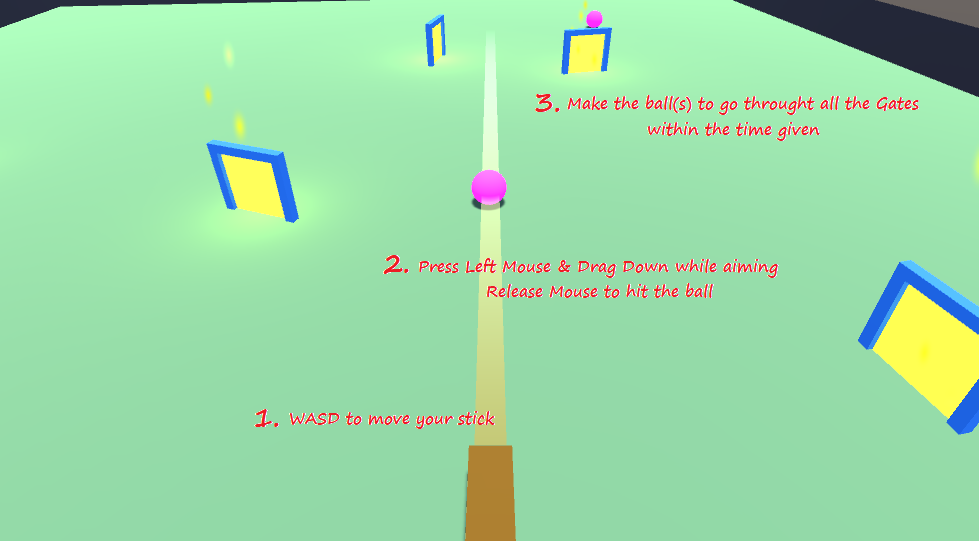 3. Make the ball(s) to go throught all the Gates
within the time given
2. Press Left Mouse & Drag Down while aiming
Release Mouse to hit the ball
1. WASD to move your stick